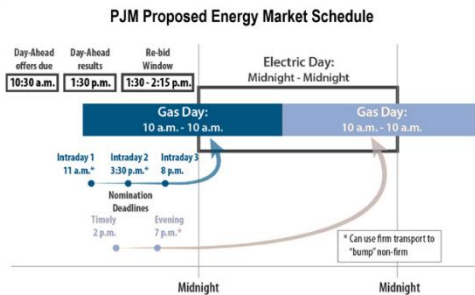 PJM Proposed Energy Market Schedule
Day-Ahead
offers due
10:30 a.m.
Day-Ahead
results
1:30 p.m.
Re-bid
Window
1:30 - 2:15 p.m.
Electric Day:
Midnight - Midnight
Gas Day:
10 a.m. - 10 a.m.
Gas Day:
10 a.m. - 10 a.m.
Intraday 1
11 a.m.*
Intraday 2
3:30 p.m.*
Intraday 3
8 p.m.
Nomination
Deadlines
Timely
2 p.m.
Evening
7 p.m.*
* Can use firm transport to
"bump" non-firm
Midnight
Midnight